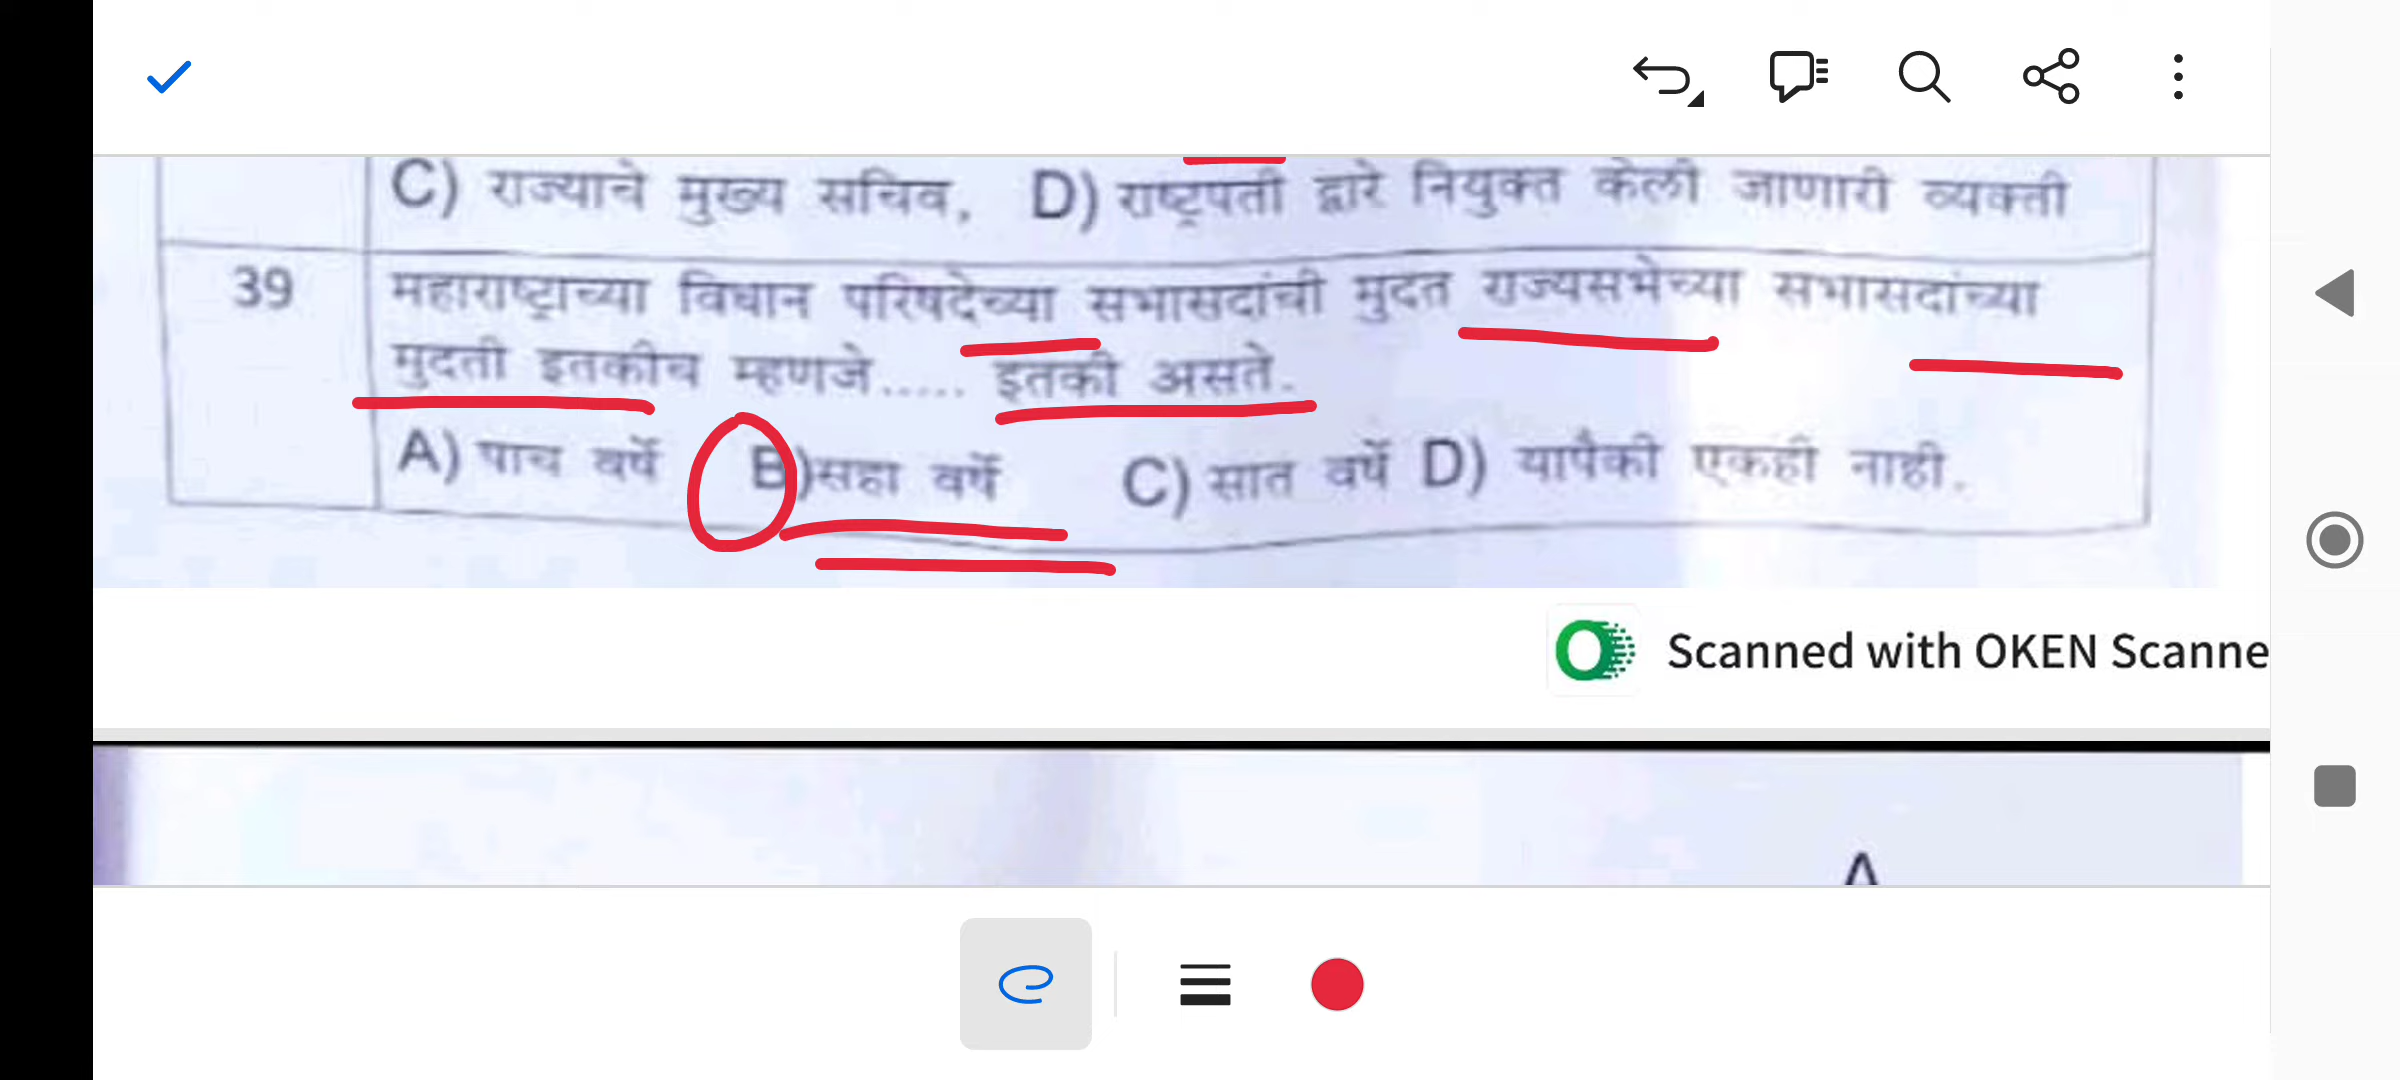 C) राज्याचे मुख्य सचिव, D) राष्ट्रपती द्वारे नियुक्त केली जाणारी व्यक्ती
39 महाराष्ट्राच्या विधान परिषदेच्या सभासदांची मुदत राज्यसभेच्या सभासदांच्या
मुदती इतकीच म्हणजे..... इतकी असते.
A) पाच वर्षे B)सहा वर्षे C) सात वर्षे D) यापैकी एकही नाही.
Scanned with OKEN Scanne